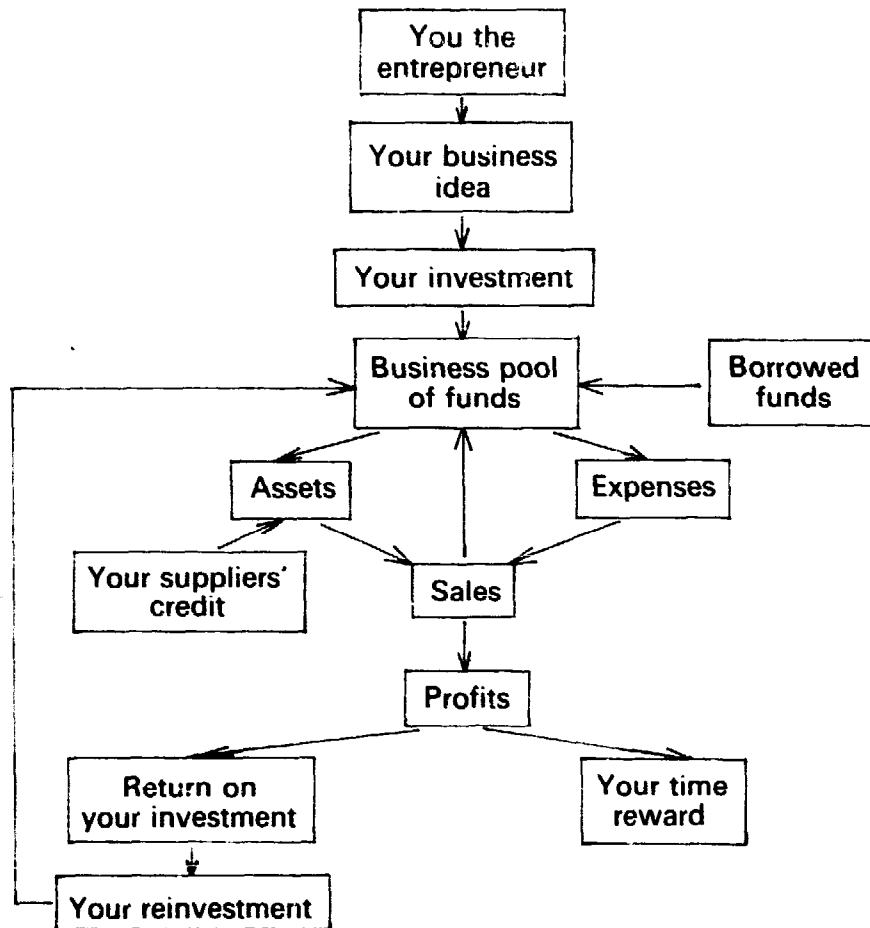 You the
entrepreneur
Your business
idea
Your investment
Business pool
of funds
Borrowed
funds
Assets
Expenses
Your suppliers'
credit
Sales
Profits
Return on
your investment
Your time
reward
Your reinvestment